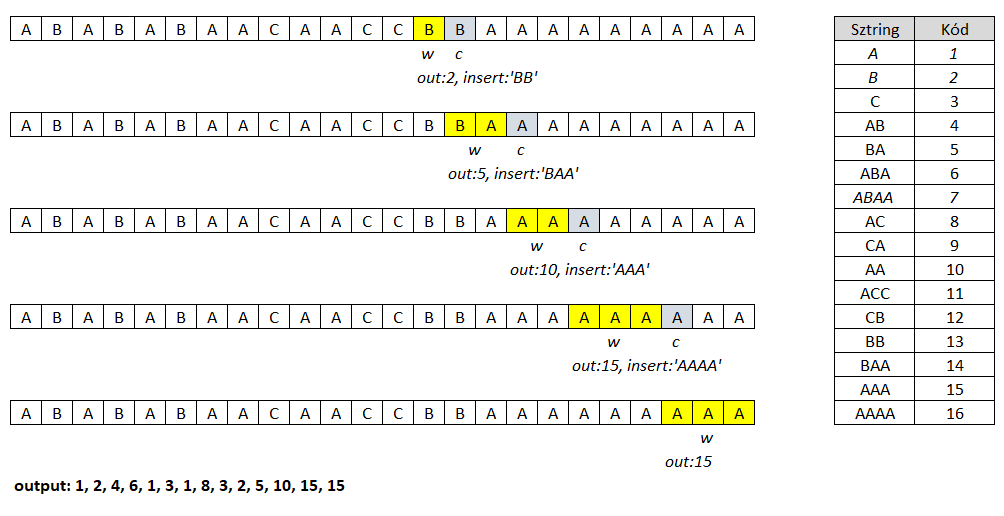 A B A B A B A A C A A C C B B A A A A A A A A A
w c
out:2, insert:'BB'
A B A B A B A A C A A C C B B A A A A A A A A A
w c
out:5, insert:'BAA'
A B A B A B A A C A A C C B B A A A A A A A A A
w c
out:10, insert:'AAA'
A B A B A B A A C A A C C B B A A A A A A A A A
w c
out:15, insert:'AAAA'
A B A B A B A A C A A C C B B A A A A A A A A A
w
out:15
output: 1, 2, 4, 6, 1, 3, 1, 8, 3, 2, 5, 10, 15, 15
Sztring Kód
A 1
B 2
C 3
AB 4
BA 5
ABA 6
ABAA 7
AC 8
CA 9
AA 10
ACC 11
CB 12
BB 13
BAA 14
AAA 15
AAAA 16